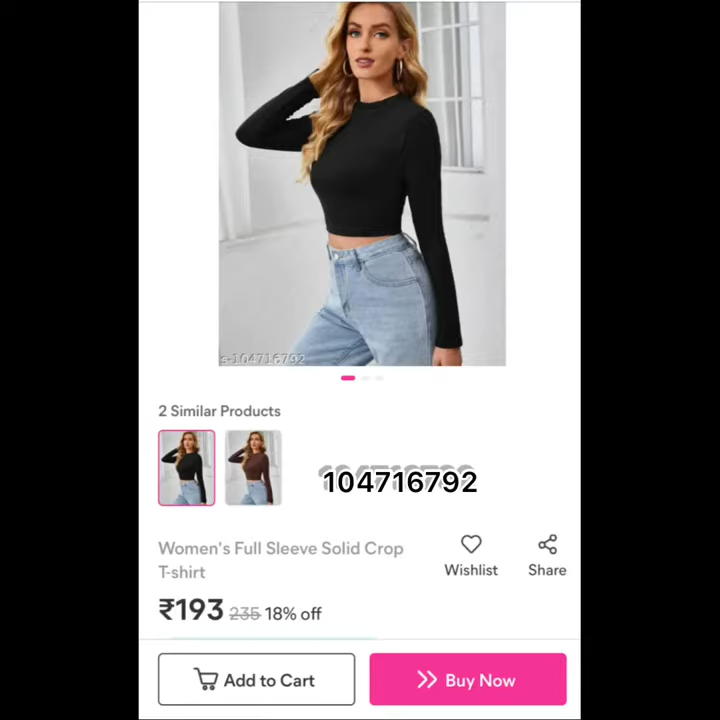 s-104716792
2 Similar Products
104716792
Women's Full Sleeve Solid Crop
T-shirt
Wishlist
Share
₹193 235 18% off
Add to Cart
Buy Now